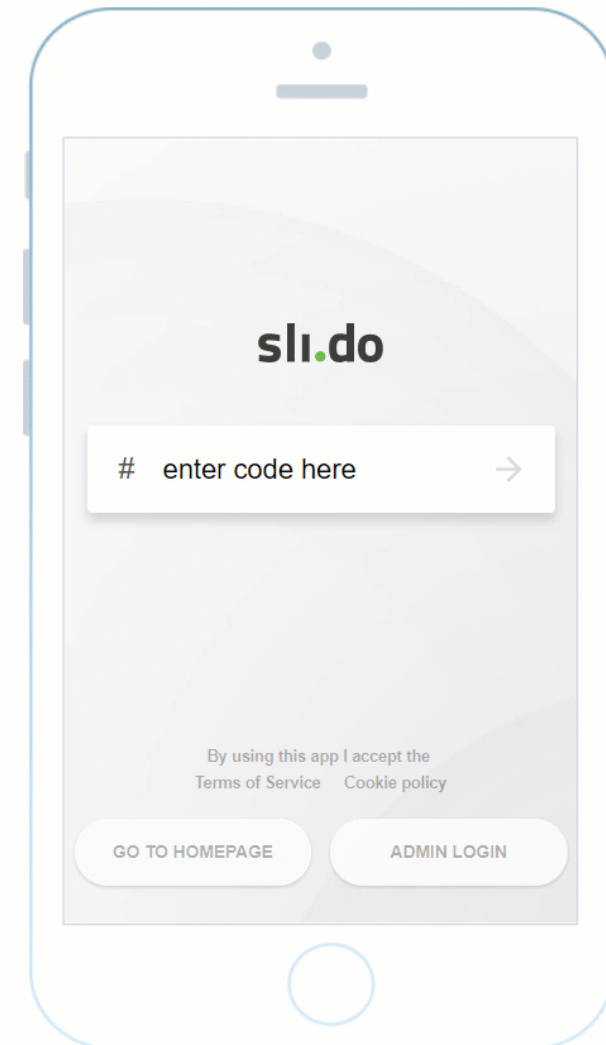 sli.do
# enter code here
By using this app I accept the
Terms of Service Cookie policy
GO TO HOMEPAGE ADMIN LOGIN